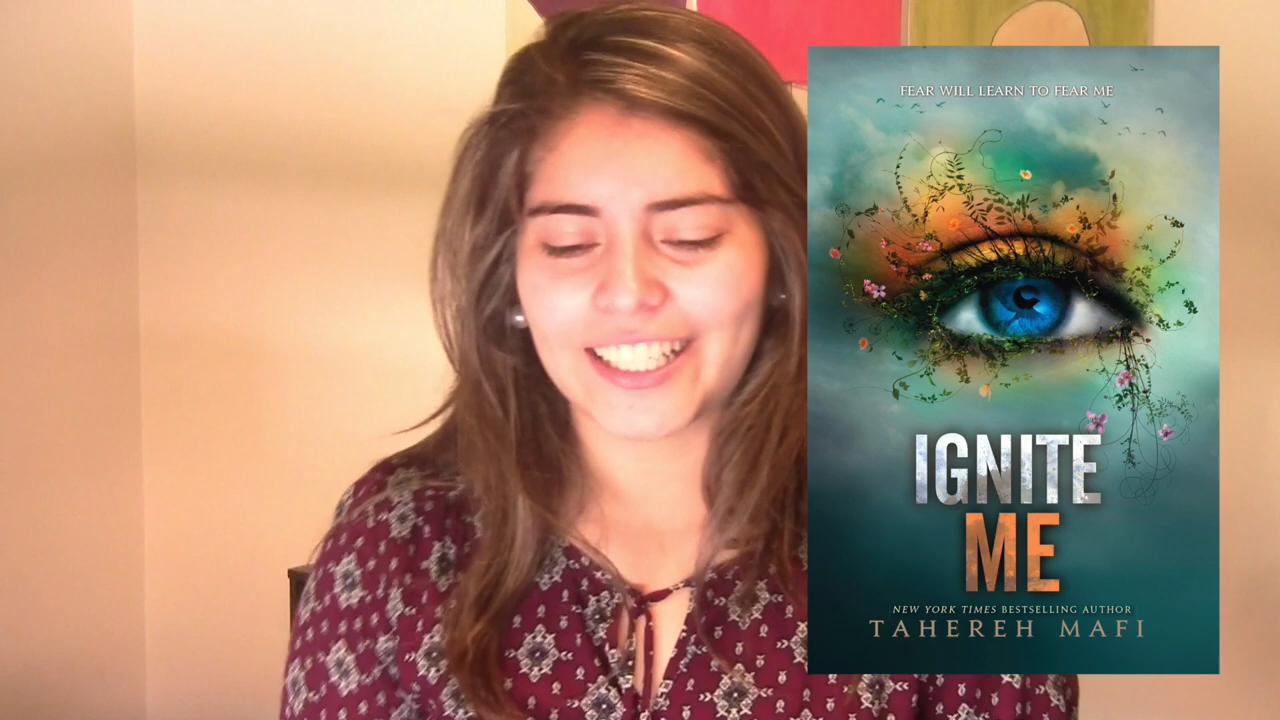 FEAR WILL LEARN TO FEAR ME
IGNITE
ME
NEW YORK TIMES BESTSELLING AUTHOR
TAHEREH MAFI